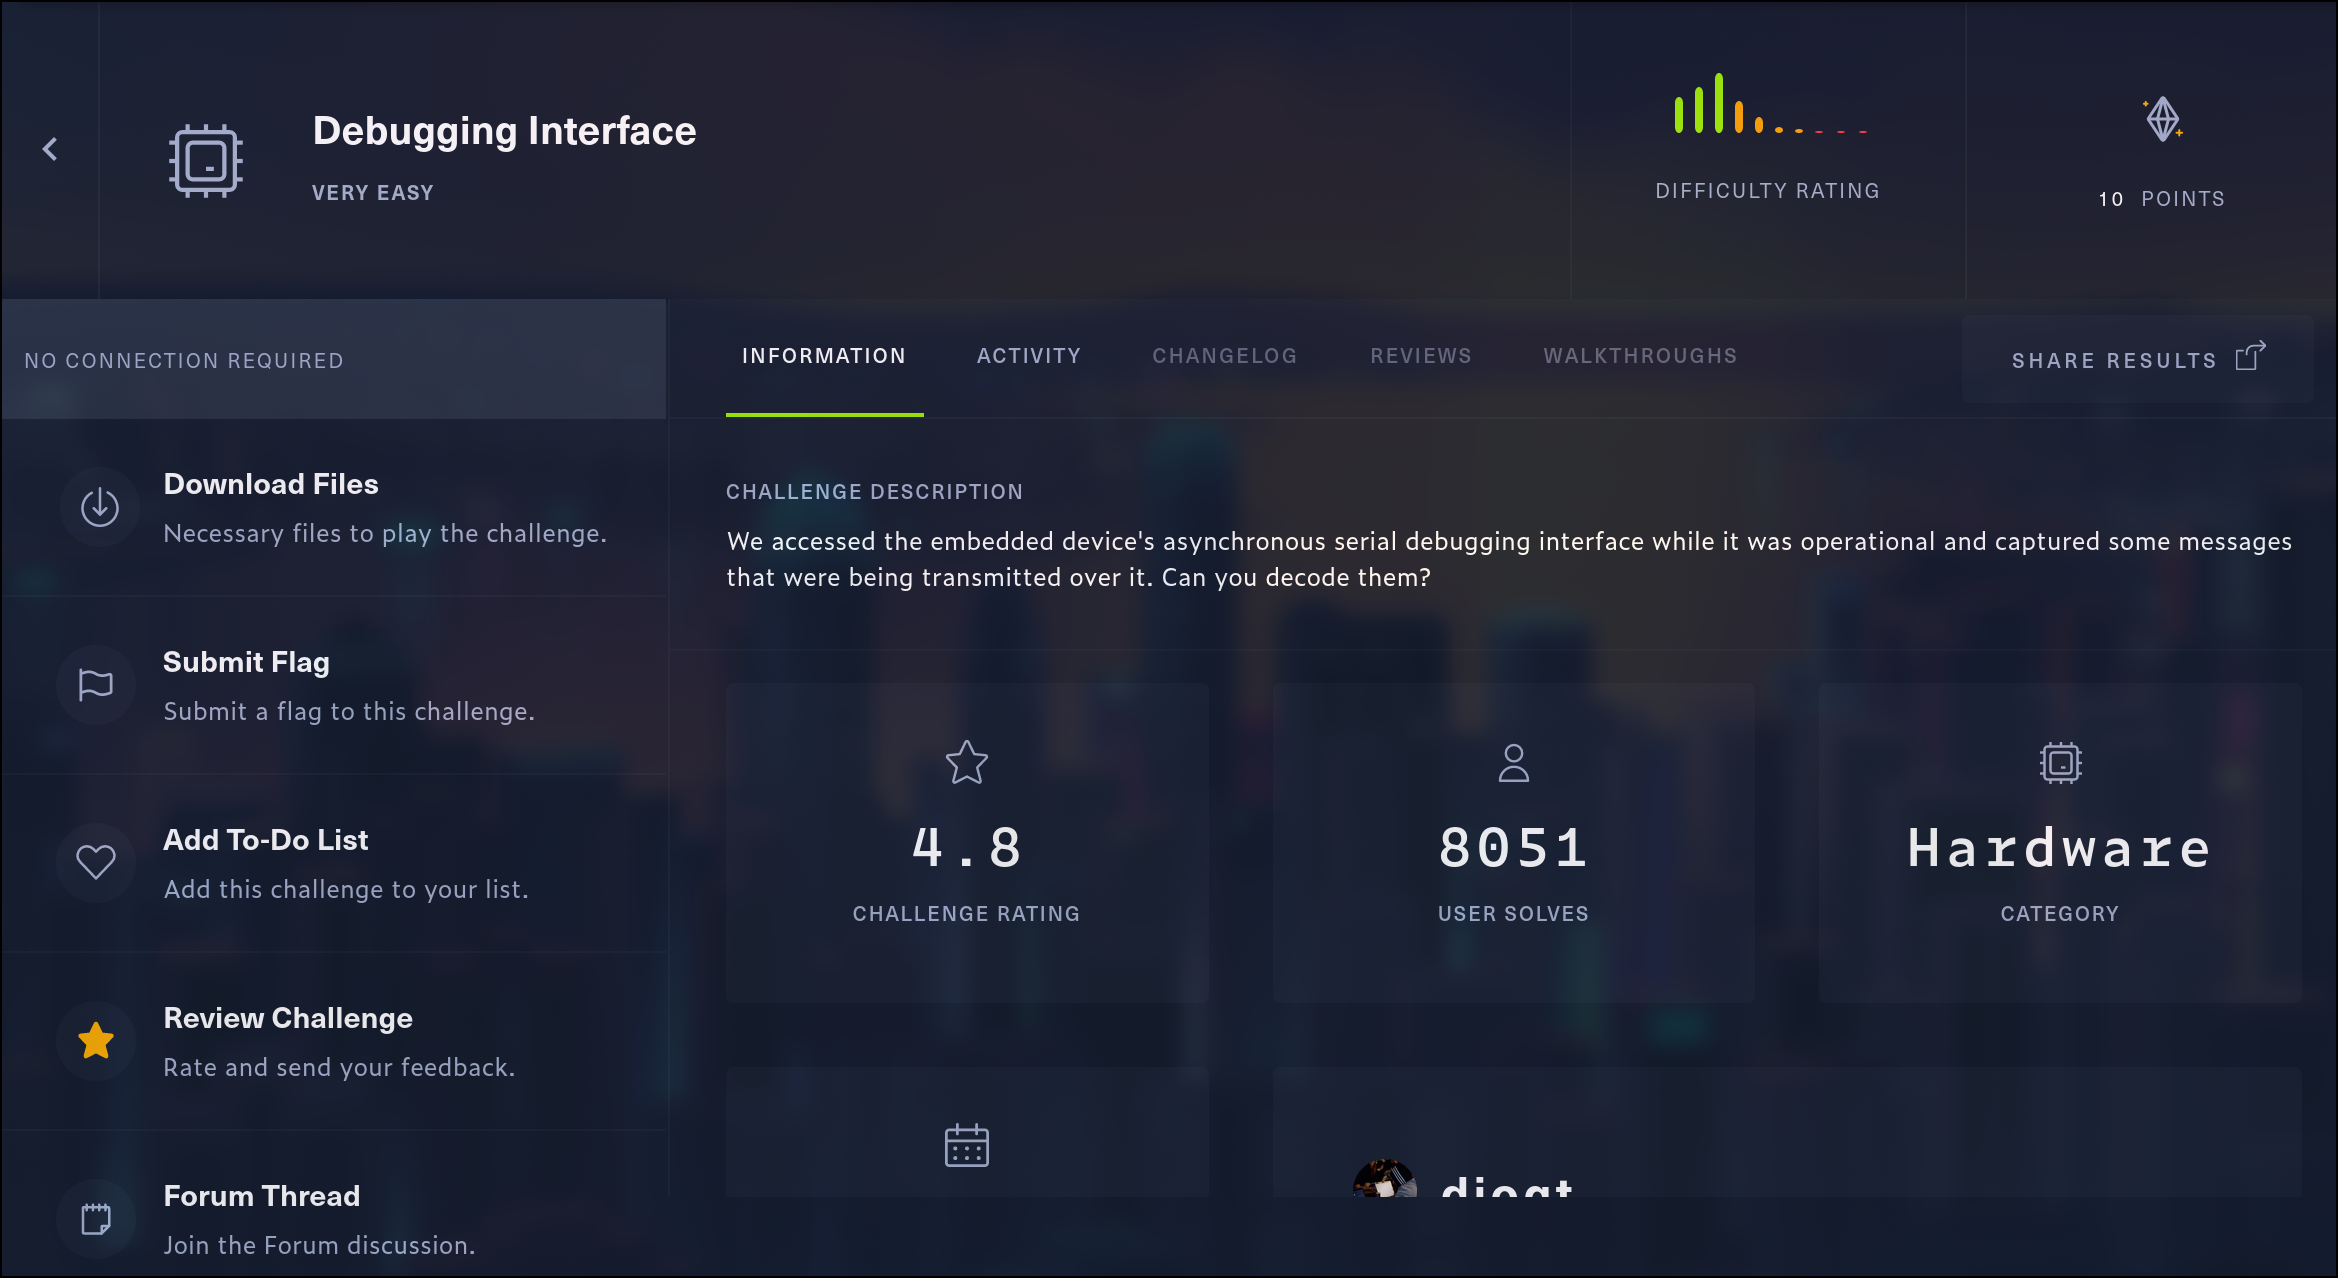 Debugging Interface
VERY EASY
DIFFICULTY RATING
10 POINTS
NO CONNECTION REQUIRED
INFORMATION
ACTIVITY
CHANGELOG
REVIEWS
WALKTHROUGHS
SHARE RESULTS
Download Files
Necessary files to play the challenge.
Submit Flag
Submit a flag to this challenge.
Add To-Do List
Add this challenge to your list.
Review Challenge
Rate and send your feedback.
Forum Thread
Join the Forum discussion.
CHALLENGE DESCRIPTION
We accessed the embedded device's asynchronous serial debugging interface while it was operational and captured some messages
that were being transmitted over it. Can you decode them?
4.8
CHALLENGE RATING
8051
USER SOLVES
Hardware
CATEGORY